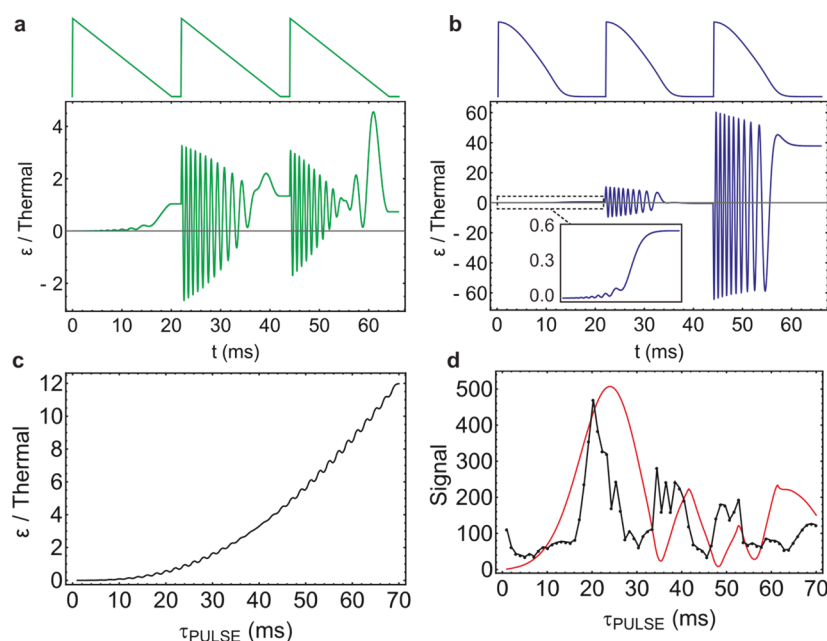 a
b
ε / Thermal
4
2
0
- 2
0 10 20 30 40 50 60
t (ms)
ε / Thermal
60
40
20
0
- 20
- 40
- 60
0.6
0.3
0.0
0 10 20 30 40 50 60
t (ms)
c
d
ε / Thermal
12
10
8
6
4
2
0
0 10 20 30 40 50 60 70
τPULSE (ms)
Signal
500
400
300
200
100
0
0 10 20 30 40 50 60 70
τPULSE (ms)